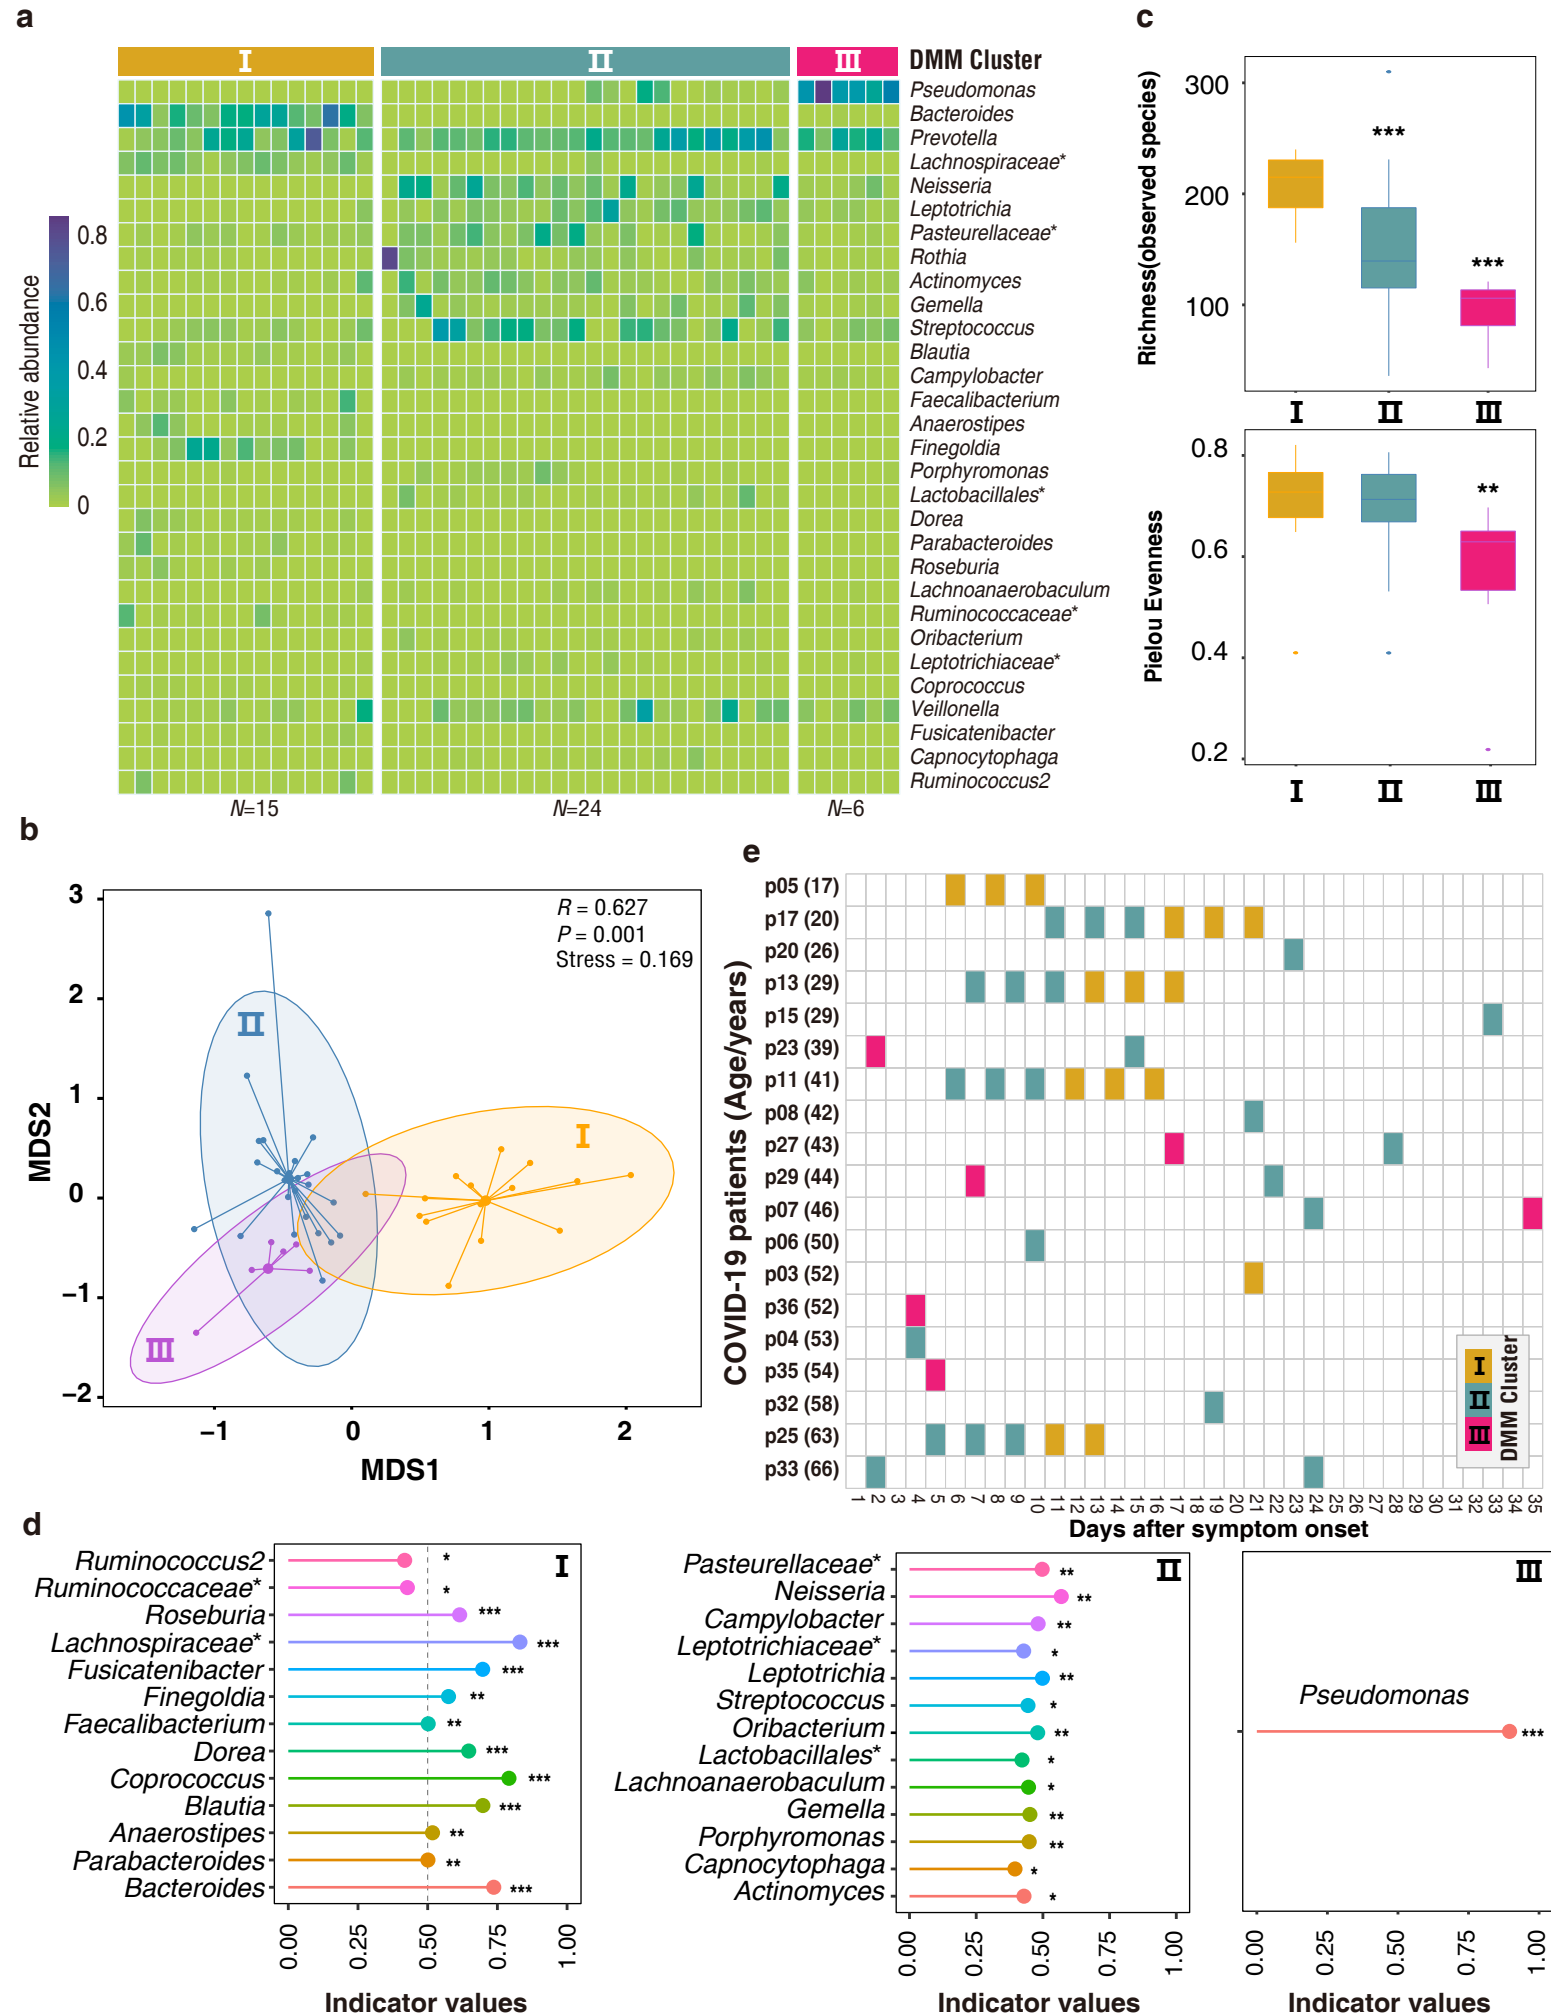 a
I
II
III
DMM Cluster
Pseudomonas
Bacteroides
Prevotella
Lachnospiraceae*
Neisseria
Leptotrichia
Pasteurellaceae*
Rothia
Actinomyces
Gemella
Streptococcus
Blautia
Campylobacter
Faecalibacterium
Anaerostipes
Finegoldia
Porphyromonas
Lactobacillales*
Dorea
Parabacteroides
Roseburia
Lachnoanaerobaculum
Ruminococcaceae*
Oribacterium
Leptotrichiaceae*
Coprococcus
Veillonella
Fusicatenibacter
Capnocytophaga
Ruminococcus2
Relative abundance
0.8
0.6
0.4
0.2
0
N=15
N=24
N=6
c
Richness(observed species)
300
200
100
***
***
I
II
III
Pielou Evenness
0.8
0.6
0.4
0.2
**
I
II
III
b
R = 0.627
P = 0.001
Stress = 0.169
MDS2
3
2
1
0
−1
−2
II
I
III
−1
0
1
2
MDS1
e
COVID-19 patients (Age/years)
p05 (17)
p17 (20)
p20 (26)
p13 (29)
p15 (29)
p23 (39)
p11 (41)
p08 (42)
p27 (43)
p29 (44)
p07 (46)
p06 (50)
p03 (52)
p36 (52)
p04 (53)
p35 (54)
p32 (58)
p25 (63)
p33 (66)
I
II
III
DMM Cluster
1 2 3 4 5 6 7 8 9 10 11 12 13 14 15 16 17 18 19 20 21 22 23 24 25 26 27 28 29 30 31 32 33 34 35
Days after symptom onset
d
I
Ruminococcus2 *
Ruminococcaceae* *
Roseburia ***
Lachnospiraceae* ***
Fusicatenibacter ***
Finegoldia **
Faecalibacterium **
Dorea ***
Coprococcus ***
Blautia ***
Anaerostipes **
Parabacteroides **
Bacteroides ***
0.00 0.25 0.50 0.75 1.00
Indicator values
II
Pasteurellaceae* **
Neisseria **
Campylobacter **
Leptotrichiaceae* *
Leptotrichia **
Streptococcus *
Oribacterium **
Lactobacillales* *
Lachnoanaerobaculum *
Gemella **
Porphyromonas **
Capnocytophaga *
Actinomyces *
0.00 0.25 0.50 0.75 1.00
Indicator values
III
Pseudomonas
***
0.00 0.25 0.50 0.75 1.00
Indicator values